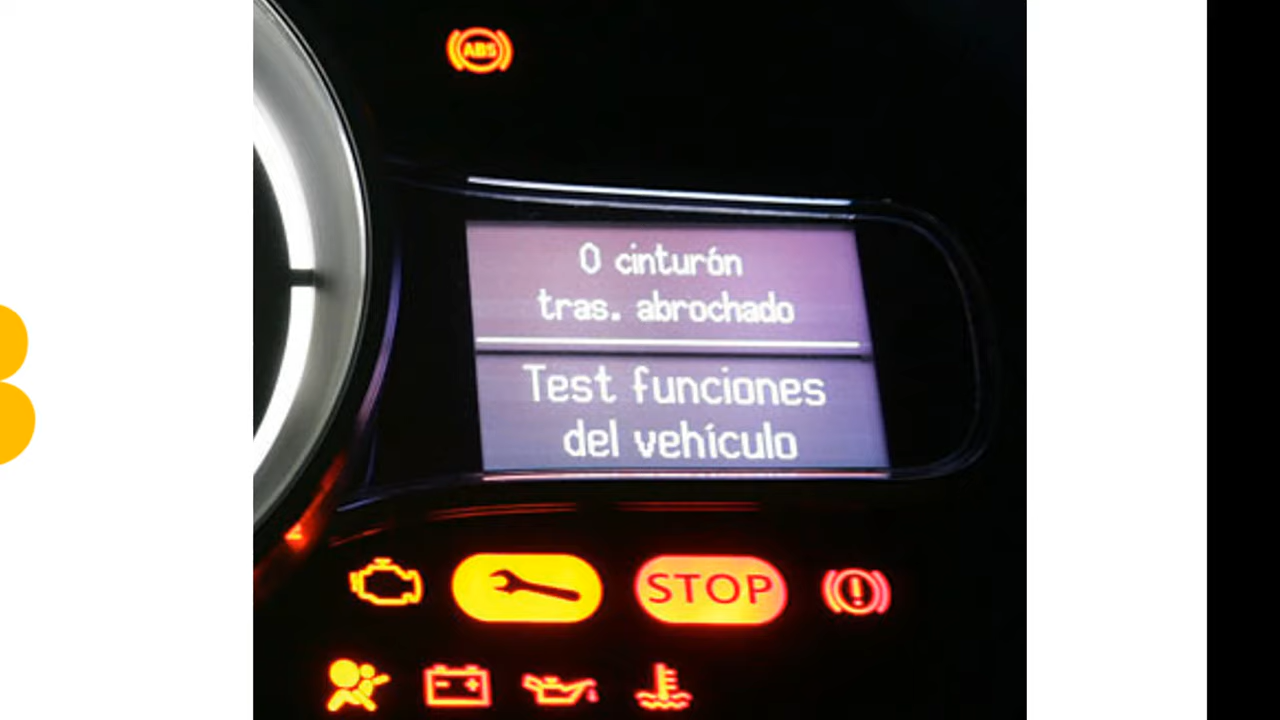 ABS
0 cinturón
tras. abrochado
Test funciones
del vehículo
STOP